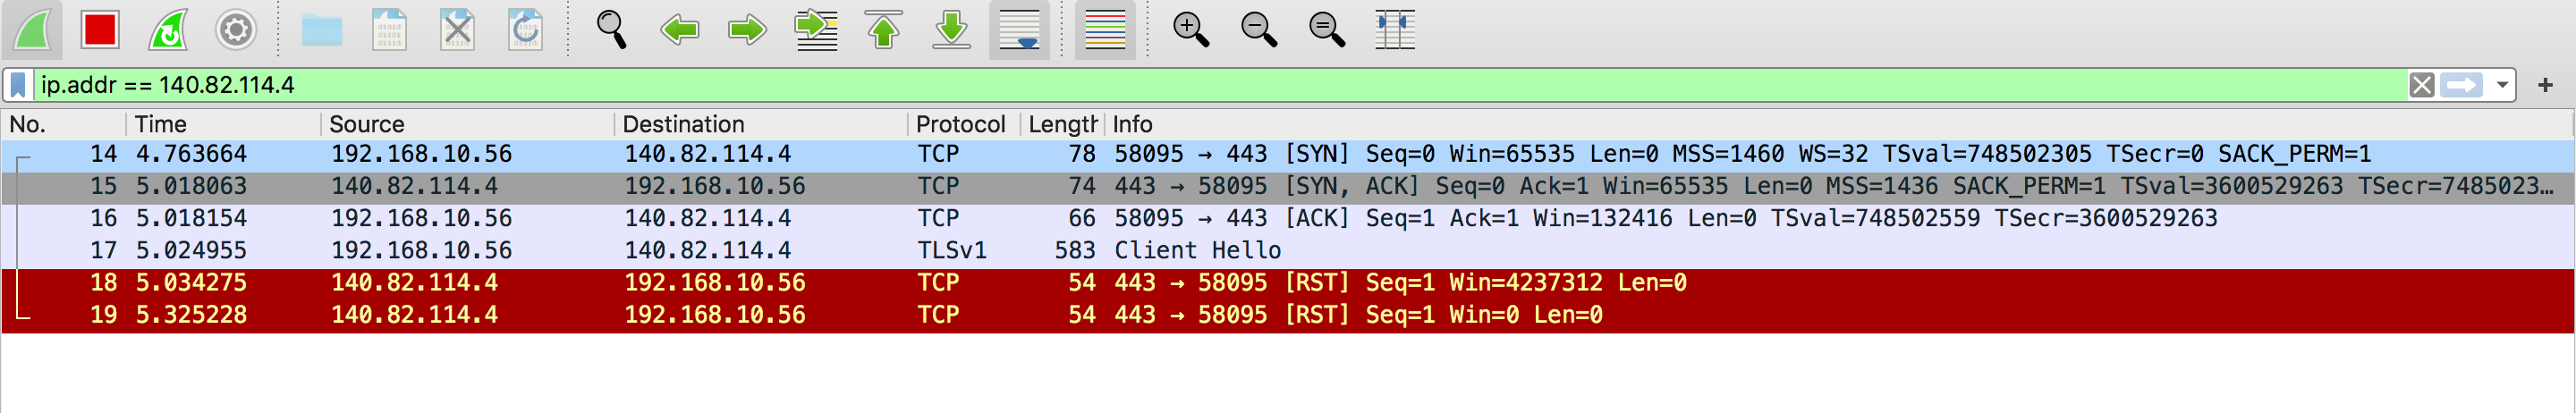 ip.addr == 140.82.114.4
No. Time Source Destination Protocol Length Info
14 4.763664 192.168.10.56 140.82.114.4 TCP 78 58095 → 443 [SYN] Seq=0 Win=65535 Len=0 MSS=1460 WS=32 TSval=748502305 TSecr=0 SACK_PERM=1
15 5.018063 140.82.114.4 192.168.10.56 TCP 74 443 → 58095 [SYN, ACK] Seq=0 Ack=1 Win=65535 Len=0 MSS=1436 SACK_PERM=1 TSval=3600529263 TSecr=7485023…
16 5.018154 192.168.10.56 140.82.114.4 TCP 66 58095 → 443 [ACK] Seq=1 Ack=1 Win=132416 Len=0 TSval=748502559 TSecr=3600529263
17 5.024955 192.168.10.56 140.82.114.4 TLSv1 583 Client Hello
18 5.034275 140.82.114.4 192.168.10.56 TCP 54 443 → 58095 [RST] Seq=1 Win=4237312 Len=0
19 5.325228 140.82.114.4 192.168.10.56 TCP 54 443 → 58095 [RST] Seq=1 Win=0 Len=0